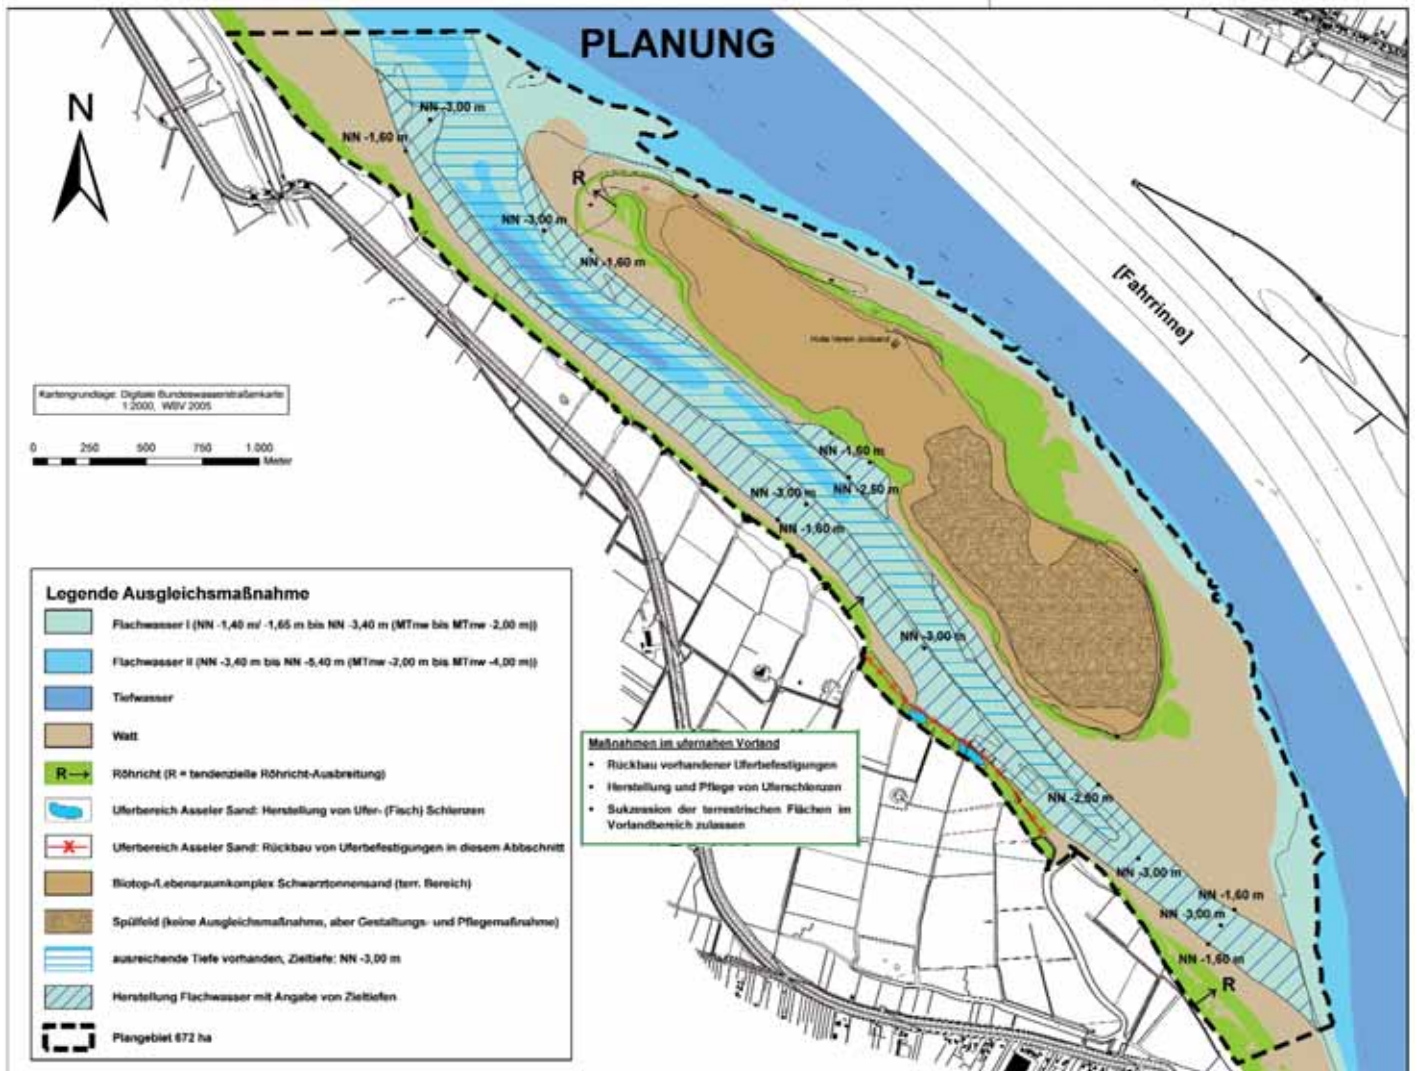 PLANUNG
N
NN -3,00 m
NN -1,60 m
R
NN -3,00 m
NN -1,60 m
[Fahrrinne]
Hütte Verein Jordsand
Kartengrundlage: Digitale Bundeswasserstraßenkarte
1:2000, WSV 2005
0 250 500 750 1.000
Meter
NN -1,60 m
NN -2,50 m
NN -3,00 m
NN -1,60 m
NN -3,00 m
NN -2,50 m
NN -3,00 m
NN -1,60 m
NN -3,00 m
NN -1,60 m
R
Legende Ausgleichsmaßnahme
Flachwasser I (NN -1,40 m/ -1,65 m bis NN -3,40 m (MTnw bis MTnw -2,00 m))
Flachwasser II (NN -3,40 m bis NN -5,40 m (MTnw -2,00 m bis MTnw -4,00 m))
Tiefwasser
Watt
R→ Röhricht (R = tendenzielle Röhricht-Ausbreitung)
Uferbereich Asseler Sand: Herstellung von Ufer- (Fisch) Schlenzen
Uferbereich Asseler Sand: Rückbau von Uferbefestigungen in diesem Abbschnitt
Biotop-/Lebensraumkomplex Schwarztonnensand (terr. Bereich)
Spülfeld (keine Ausgleichsmaßnahme, aber Gestaltungs- und Pflegemaßnahme)
ausreichende Tiefe vorhanden, Zieltiefe: NN -3,00 m
Herstellung Flachwasser mit Angabe von Zieltiefen
Plangebiet 672 ha
Maßnahmen im ufernahen Vorland
• Rückbau vorhandener Uferbefestigungen
• Herstellung und Pflege von Uferschlenzen
• Sukzession der terrestrischen Flächen im
Vorlandbereich zulassen